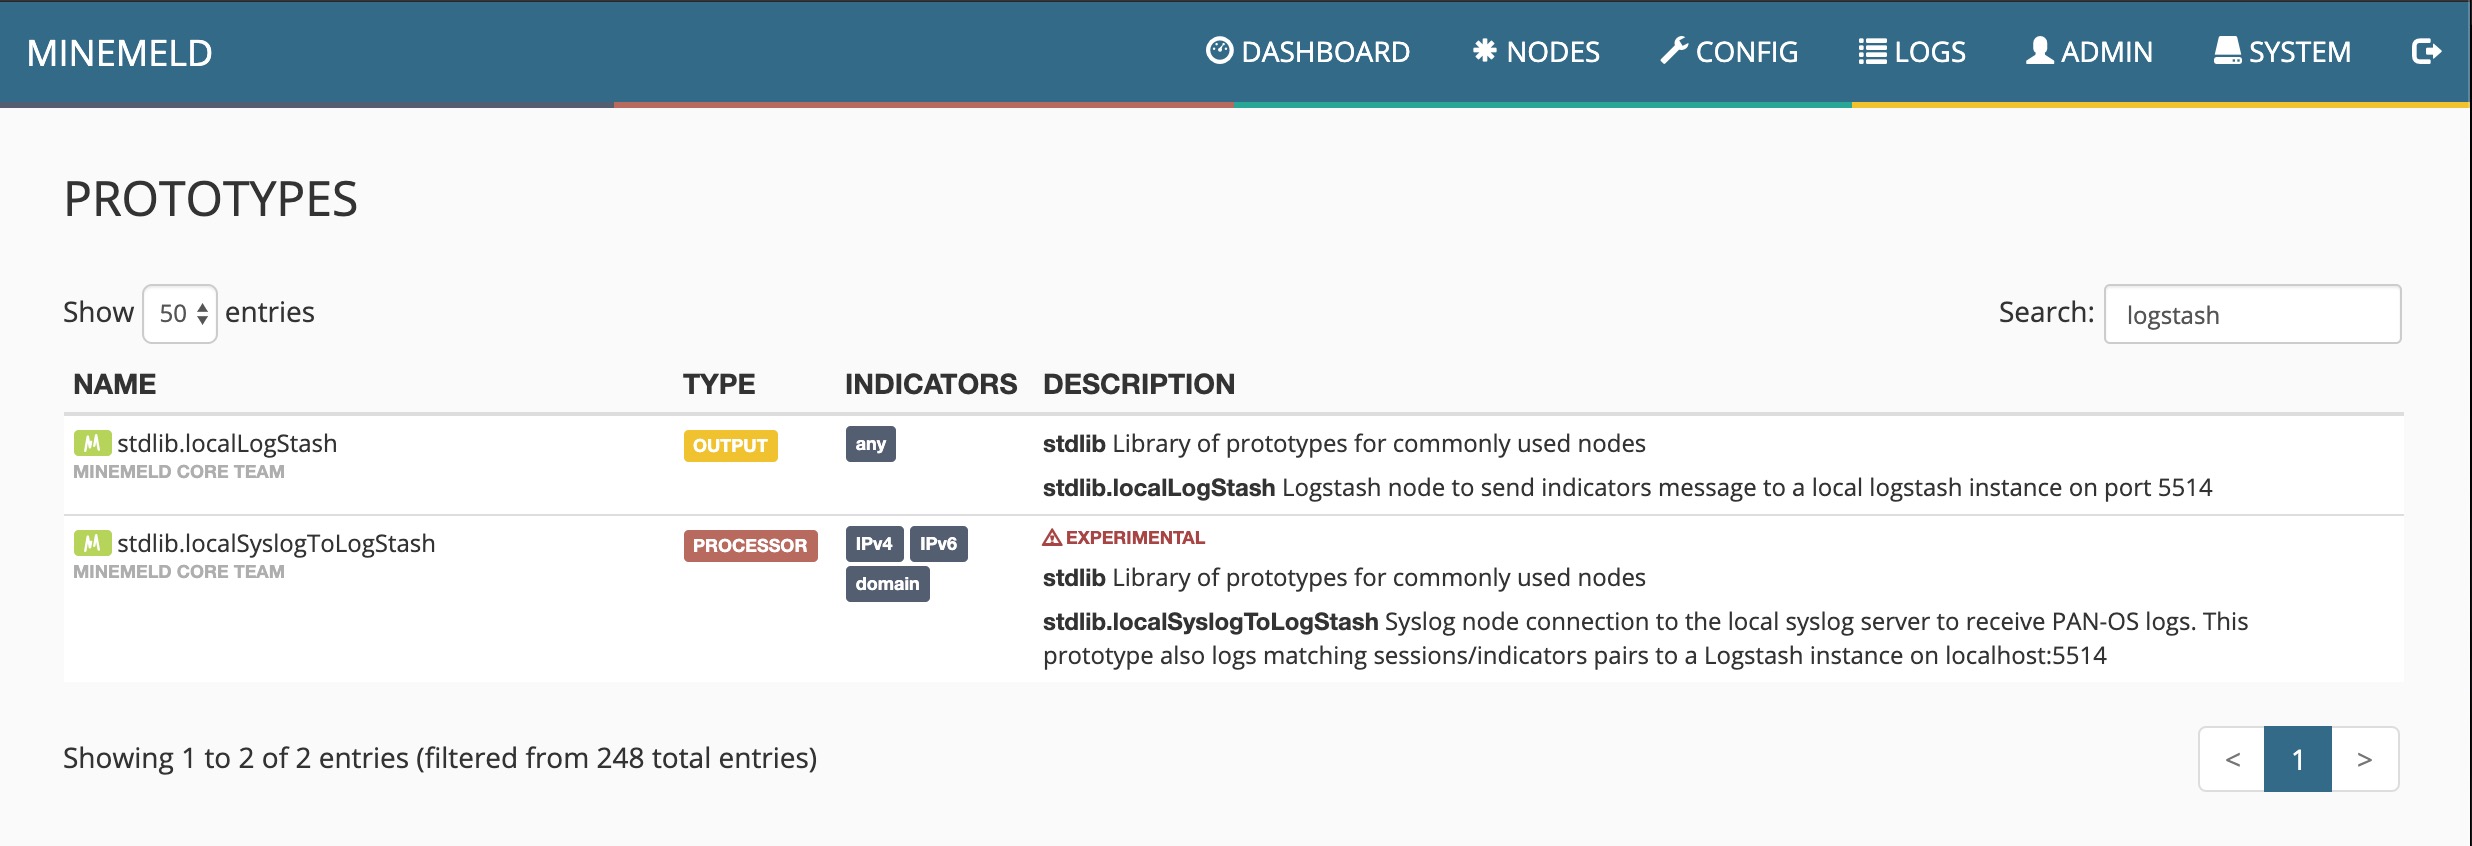 MINEMELD
DASHBOARD NODES CONFIG LOGS ADMIN SYSTEM
PROTOTYPES
Show 50 entries
Search: logstash
NAME TYPE INDICATORS DESCRIPTION
stdlib.localLogStash OUTPUT any stdlib Library of prototypes for commonly used nodes
MINEMELD CORE TEAM
stdlib.localLogStash Logstash node to send indicators message to a local logstash instance on port 5514
EXPERIMENTAL
stdlib.localSyslogToLogStash PROCESSOR IPv4 IPv6
MINEMELD CORE TEAM
domain
stdlib Library of prototypes for commonly used nodes
stdlib.localSyslogToLogStash Syslog node connection to the local syslog server to receive PAN-OS logs. This
prototype also logs matching sessions/indicators pairs to a Logstash instance on localhost:5514
Showing 1 to 2 of 2 entries (filtered from 248 total entries)
< 1 >